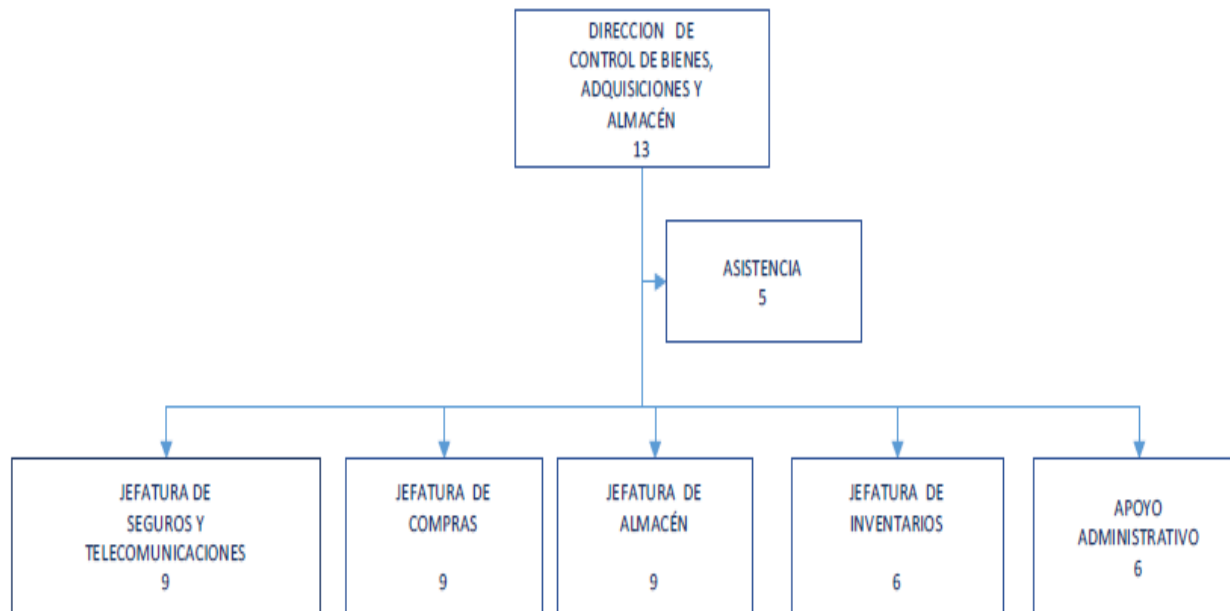 DIRECCION DE
CONTROL DE BIENES,
ADQUISICIONES Y
ALMACÉN
13
ASISTENCIA
5
JEFATURA DE
SEGUROS Y
TELECOMUNICACIONES
9
JEFATURA DE
COMPRAS
9
JEFATURA DE
ALMACÉN
9
JEFATURA DE
INVENTARIOS
6
APOYO
ADMINISTRATIVO
6